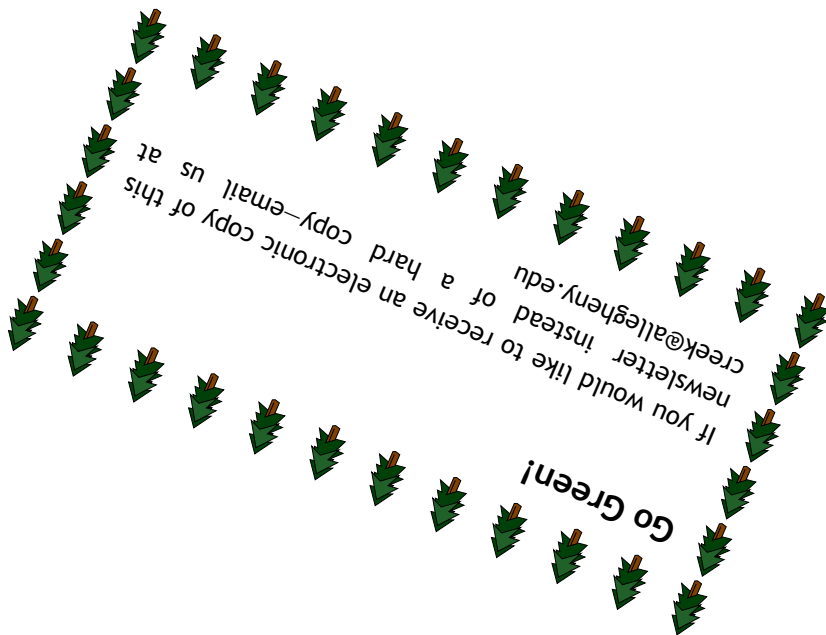 Go Green!
If you would like to receive an electronic copy of this
newsletter instead of a hard copy—email us at
creek@allegheny.edu